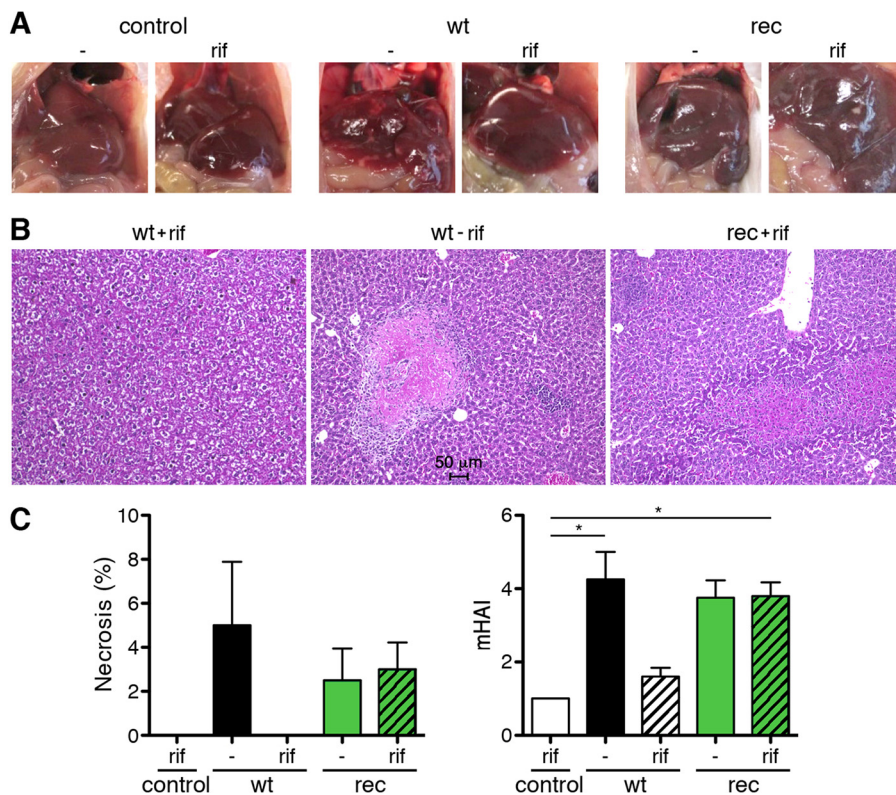 A
control wt rec
- rif - rif - rif
B
wt+rif wt-rif rec+rif
50 μm
C
10
8
6
4
2
0
Necrosis (%)
rif - rif - rif
control wt rec
6
4
2
0
mHAI
*
*
rif - rif - rif
control wt rec